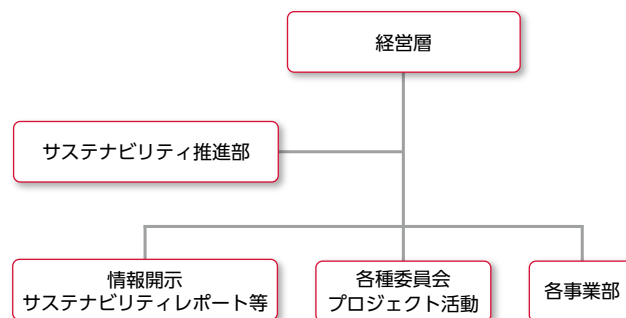 経営層
サステナビリティ推進部
情報開示
サステナビリティレポート等
各種委員会
プロジェクト活動
各事業部